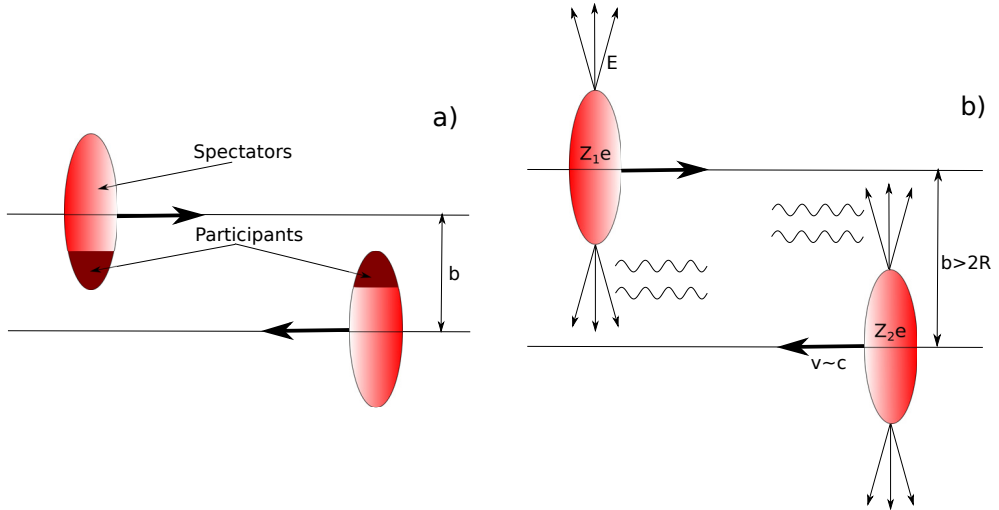 a)
Spectators
Participants
b
b)
E
Z₁e
b>2R
Z₂e
v~c